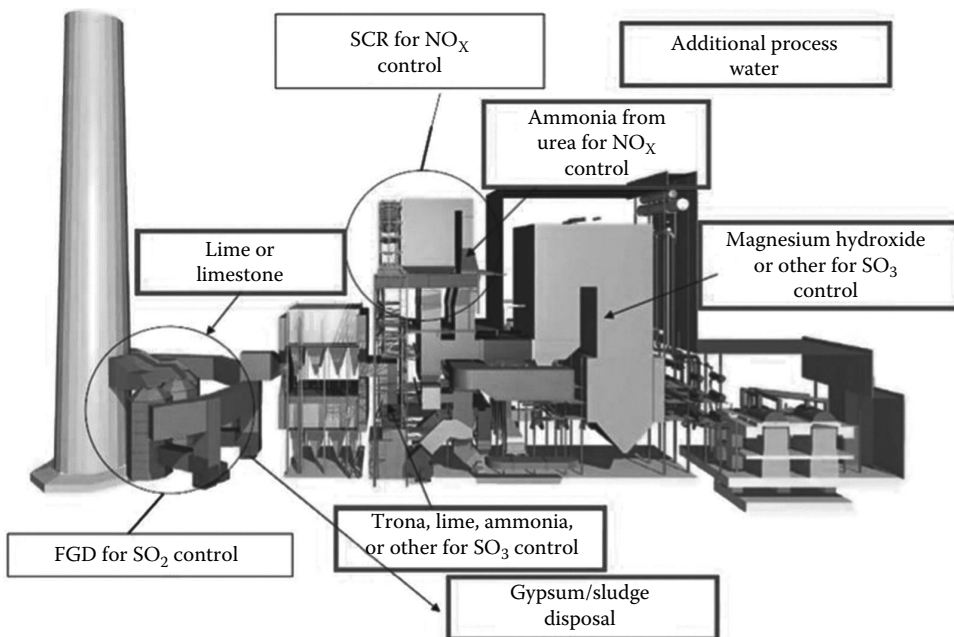 SCR for NOX
control
Additional process
water
Ammonia from
urea for NOX
control
Lime or
limestone
Magnesium hydroxide
or other for SO3
control
FGD for SO2 control
Trona, lime, ammonia,
or other for SO3 control
Gypsum/sludge
disposal